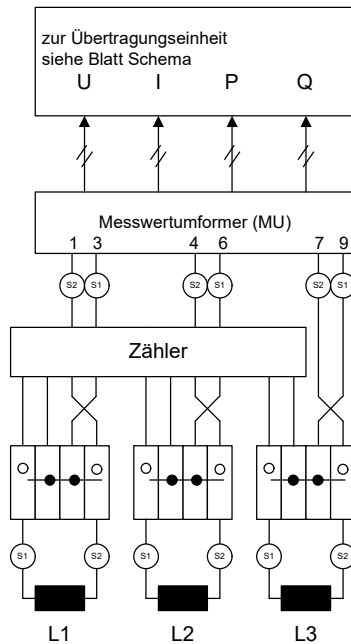 zur Übertragungseinheit
siehe Blatt Schema
U I P Q
Messwertumformer (MU)
1 3 4 6 7 9
S2 S1 S2 S1 S2 S1
Zähler
S1 S2 S1 S2 S1 S2
L1 L2 L3